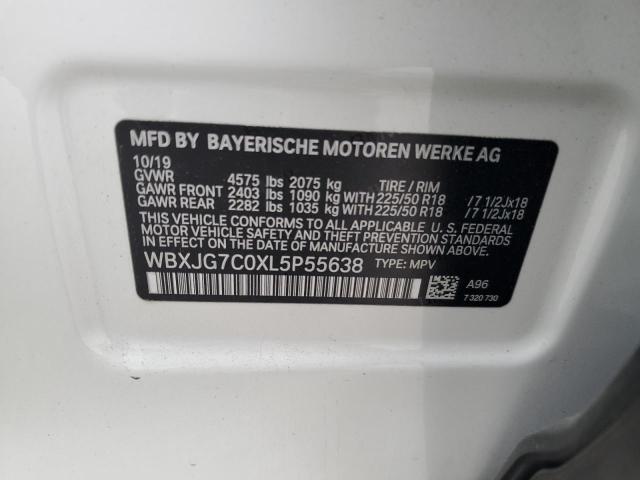 MFD BY BAYERISCHE MOTOREN WERKE AG
10/19
GVWR 4575 lbs 2075 kg TIRE / RIM
GAWR FRONT 2403 lbs 1090 kg WITH 225/50 R18 / 7 1/2Jx18
GAWR REAR 2282 lbs 1035 kg WITH 225/50 R18 / 7 1/2Jx18
THIS VEHICLE CONFORMS TO ALL APPLICABLE U. S. FEDERAL
MOTOR VEHICLE SAFETY, BUMPER, AND THEFT PREVENTION
STANDARDS IN EFFECT ON THE DATE OF MANUFACTURE SHOWN ABOVE.
WBXJG7C0XL5P55638 TYPE: MPV
A96
7 320 730